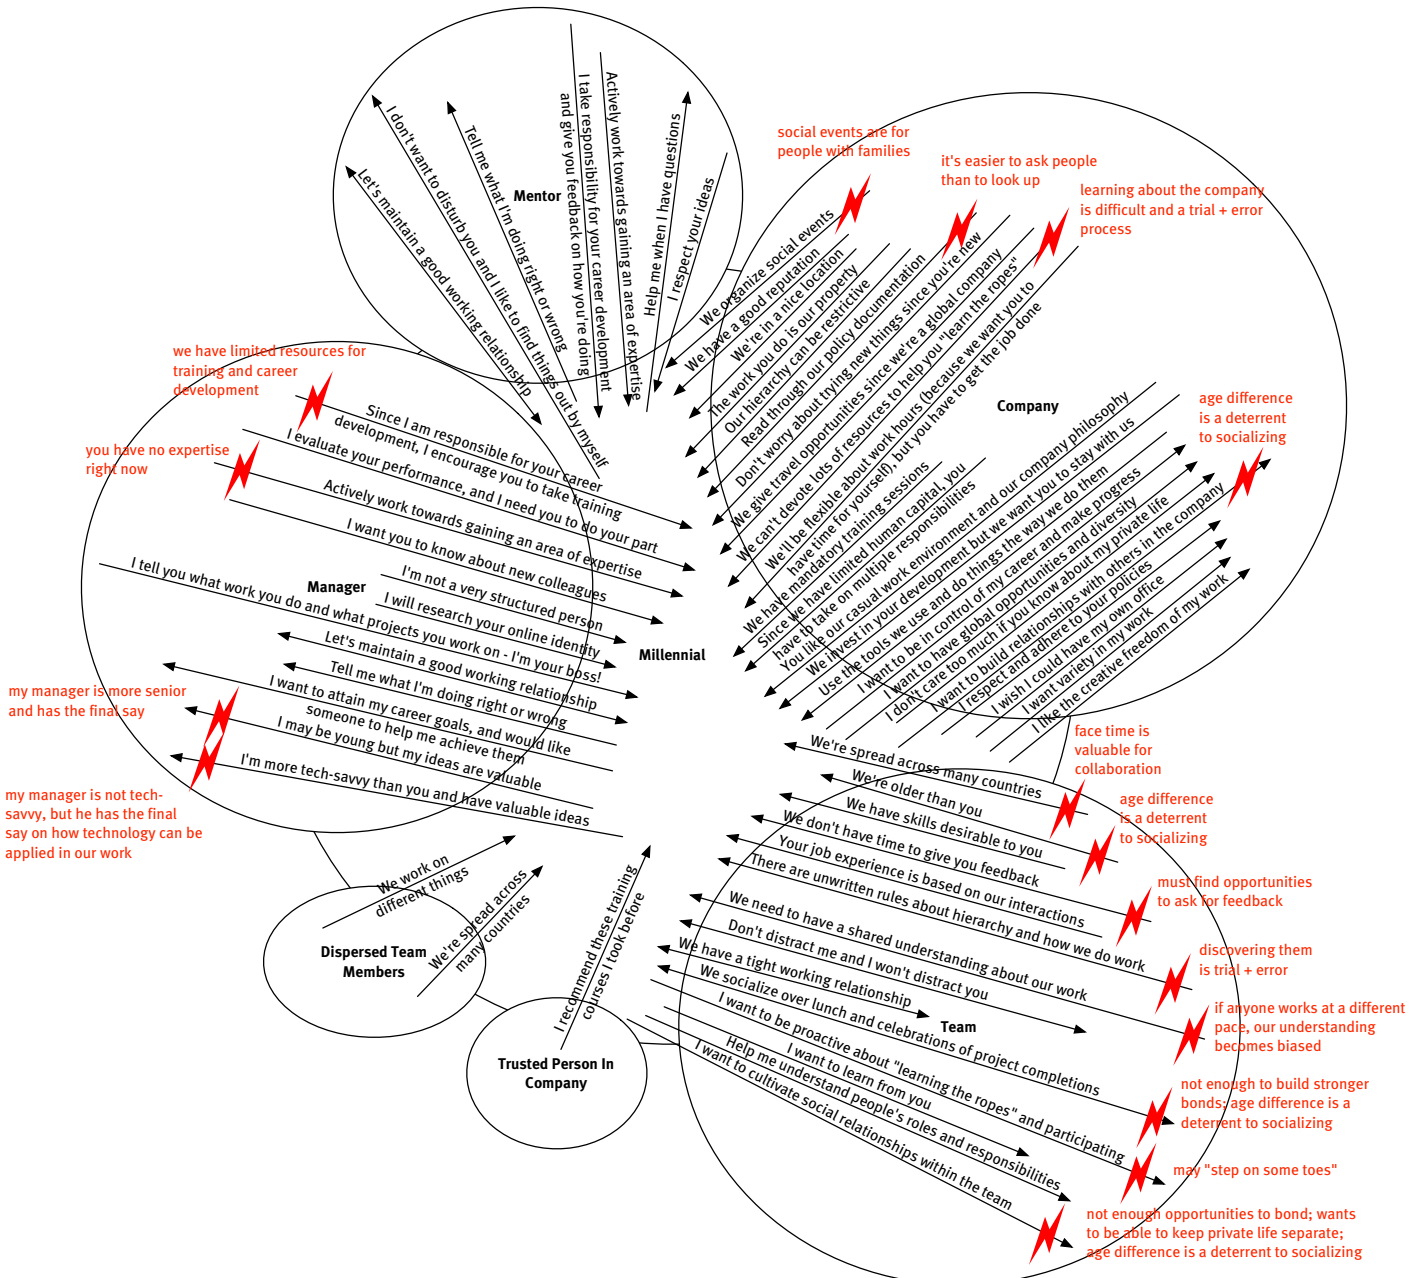 Mentor
Let's maintain a good working relationship
I don't want to disturb you and I like to find things out by myself
Tell me what I'm doing right or wrong
I take responsibility for your career development
and give you feedback on how you're doing
Actively work towards gaining an area of expertise
Help me when I have questions
I respect your ideas
social events are for
people with families
it's easier to ask people
than to look up
learning about the company
is difficult and a trial + error
process
Company
We organize social events
We have a good reputation
We're in a nice location
The work you do is our property
Our hierarchy can be restrictive
Read through our policy documentation
Don't worry about trying new things since you're new
We give travel opportunities since we're a global company
We can't devote lots of resources to help you "learn the ropes"
We'll be flexible about work hours (because we want you to
have time for yourself), but you have to get the job done
We have mandatory training sessions
Since we have limited human capital, you
have to take on multiple responsibilities
You like our casual work environment and our company philosophy
We invest in your development but we want you to stay with us
Use the tools we use and do things the way we do them
I want to be in control of my career and make progress
I want to have global opportunities and diversity
I don't care too much if you know about my private life
I want to build relationships with others in the company
I respect and adhere to your policies
I wish I could have my own office
I want variety in my work
I like the creative freedom of my work
age difference
is a deterrent
to socializing
we have limited resources for
training and career
development
you have no expertise
right now
Manager
Since I am responsible for your career
development, I encourage you to take training
I evaluate your performance, and I need you to do your part
Actively work towards gaining an area of expertise
I want you to know about new colleagues
I'm not a very structured person
I will research your online identity
I tell you what work you do and what projects you work on - I'm your boss!
Let's maintain a good working relationship
Tell me what I'm doing right or wrong
I want to attain my career goals, and would like
someone to help me achieve them
I may be young but my ideas are valuable
I'm more tech-savvy than you and have valuable ideas
my manager is more senior
and has the final say
my manager is not tech-
savvy, but he has the final
say on how technology can be
applied in our work
Millennial
Dispersed Team
Members
We work on
different things
We're spread across
many countries
Trusted Person In
Company
I recommend these training
courses I took before
Team
We're spread across many countries
We're older than you
We have skills desirable to you
We don't have time to give you feedback
Your job experience is based on our interactions
There are unwritten rules about hierarchy and how we do work
We need to have a shared understanding about our work
Don't distract me and I won't distract you
We have a tight working relationship
We socialize over lunch and celebrations of project completions
I want to be proactive about "learning the ropes" and participating
I want to learn from you
Help me understand people's roles and responsibilities
I want to cultivate social relationships within the team
face time is
valuable for
collaboration
age difference
is a deterrent
to socializing
must find opportunities
to ask for feedback
discovering them
is trial + error
if anyone works at a different
pace, our understanding
becomes biased
not enough to build stronger
bonds; age difference is a
deterrent to socializing
may "step on some toes"
not enough opportunities to bond; wants
to be able to keep private life separate;
age difference is a deterrent to socializing